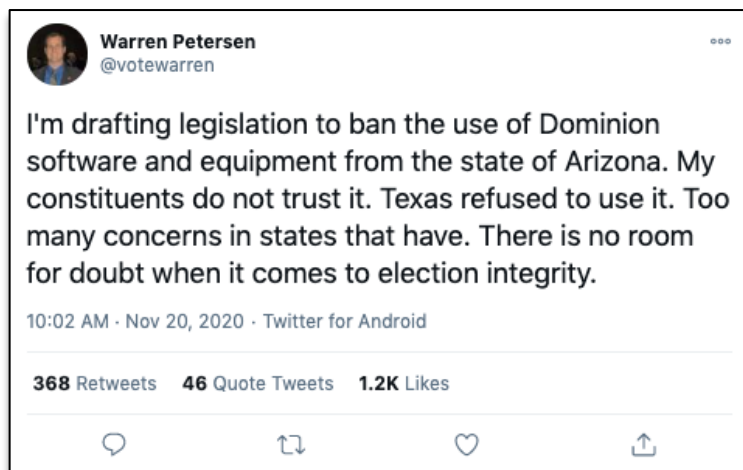 Warren Petersen
@votewarren
I'm drafting legislation to ban the use of Dominion
software and equipment from the state of Arizona. My
constituents do not trust it. Texas refused to use it. Too
many concerns in states that have. There is no room
for doubt when it comes to election integrity.
10:02 AM · Nov 20, 2020 · Twitter for Android
368 Retweets 46 Quote Tweets 1.2K Likes